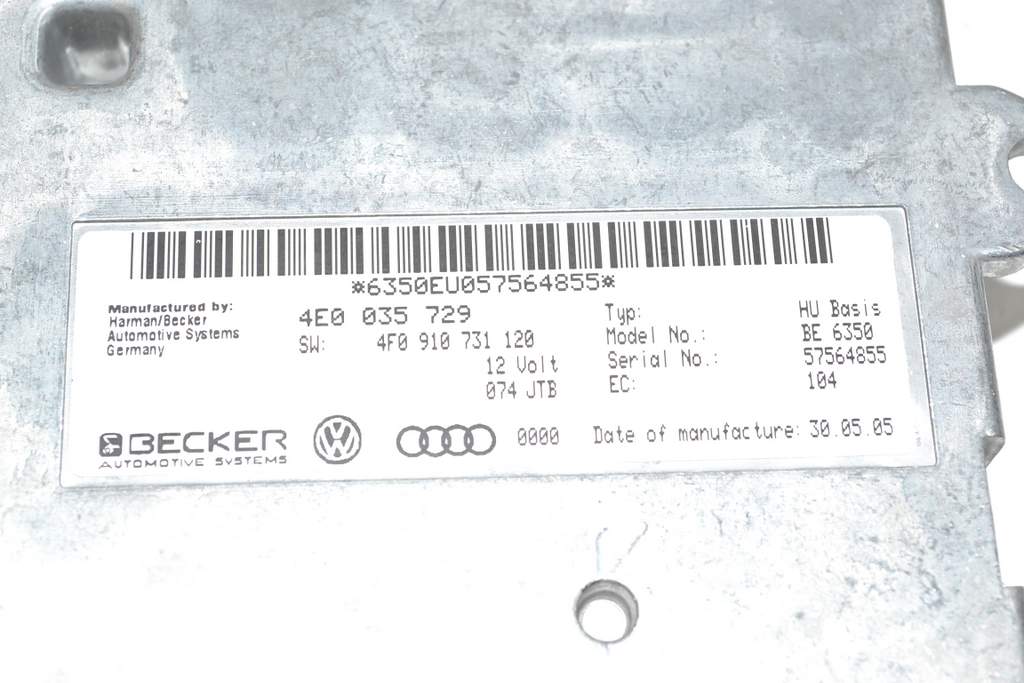 *6350EU057564855*
Manufactured by:
Harman/Becker
Automotive Systems
Germany
4E0 035 729
SW: 4F0 910 731 120
12 Volt
074 JTB
Typ: HU Basis
Model No.: BE 6350
Serial No.: 57564855
EC: 104
BECKER
AUTOMOTIVE SYSTEMS
VW
0000
Date of manufacture: 30.05.05